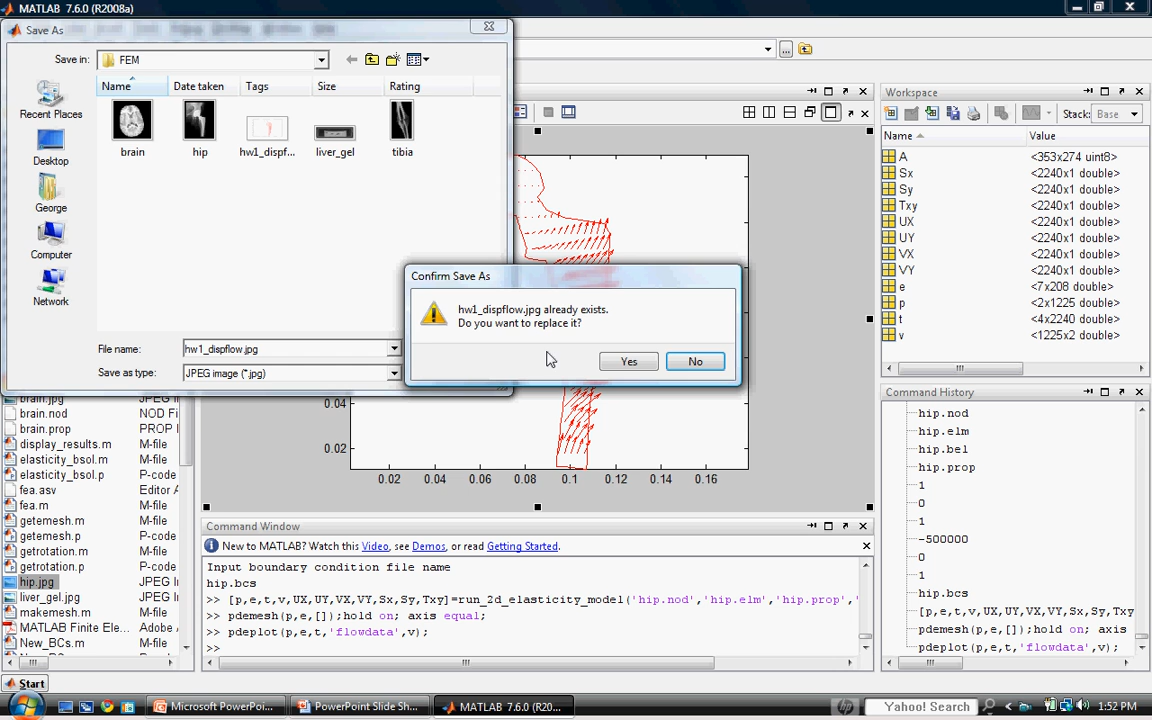 MATLAB 7.6.0 (R2008a)
Save As
Save in:
FEM
Name
Date taken
Tags
Size
Rating
Recent Places
Desktop
George
Computer
Network
brain
hip
hw1_dispf...
liver_gel
tibia
File name:
hw1_dispflow.jpg
Save as type:
JPEG image (*.jpg)
Confirm Save As
hw1_dispflow.jpg already exists.
Do you want to replace it?
Yes
No
0.04
0.02
0.02 0.04 0.06 0.08 0.1 0.12 0.14 0.16
Workspace
Stack: Base
Name Value
A <353x274 uint8>
Sx <2240x1 double>
Sy <2240x1 double>
Txy <2240x1 double>
UX <2240x1 double>
UY <2240x1 double>
VX <2240x1 double>
VY <2240x1 double>
e <7x208 double>
p <2x1225 double>
t <4x2240 double>
v <1225x2 double>
Command History
hip.nod
hip.elm
hip.bel
hip.prop
1
0
1
-500000
0
1
hip.bcs
[p,e,t,v,UX,UY,VX,VY,Sx,Sy,Txy
pdemesh(p,e,[]);hold on; axis
pdeplot(p,e,t,'flowdata',v);
brain.jpg JPEG I
brain.nod NOD Fi
brain.prop PROP I
display_results.m M-file
elasticity_bsol.m M-file
elasticity_bsol.p P-code
fea.asv Editor A
fea.m M-file
getemesh.m M-file
getemesh.p P-code
getrotation.m M-file
getrotation.p P-code
hip.jpg JPEG I
liver_gel.jpg JPEG I
makemesh.m M-file
MATLAB Finite Ele... Adobe
New_BCs.m M-file
Command Window
New to MATLAB? Watch this Video, see Demos, or read Getting Started.
Input boundary condition file name
hip.bcs
>> [p,e,t,v,UX,UY,VX,VY,Sx,Sy,Txy]=run_2d_elasticity_model('hip.nod','hip.elm','hip.prop','
>> pdemesh(p,e,[]);hold on; axis equal;
>> pdeplot(p,e,t,'flowdata',v);
>>
Start
Microsoft PowerPoi...
PowerPoint Slide Sh...
MATLAB 7.6.0 (R20...
hp
Yahoo! Search
1:52 PM